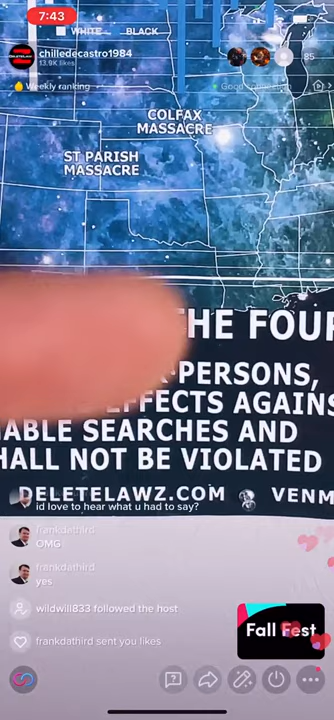 7:43
WHITE BLACK
chilledecastro1984
13.9K likes
85
Weekly ranking
COLFAX
MASSACRE
ST PARISH
MASSACRE
HE FOUR
PERSONS,
EFFECTS AGAINS
ABLE SEARCHES AND
HALL NOT BE VIOLATED
DELETELAWZ.COM VENM
id love to hear what u had to say?
frankdathird
OMG
frankdathird
yes
wildwill833 followed the host
frankdathird sent you likes
Fall Fest